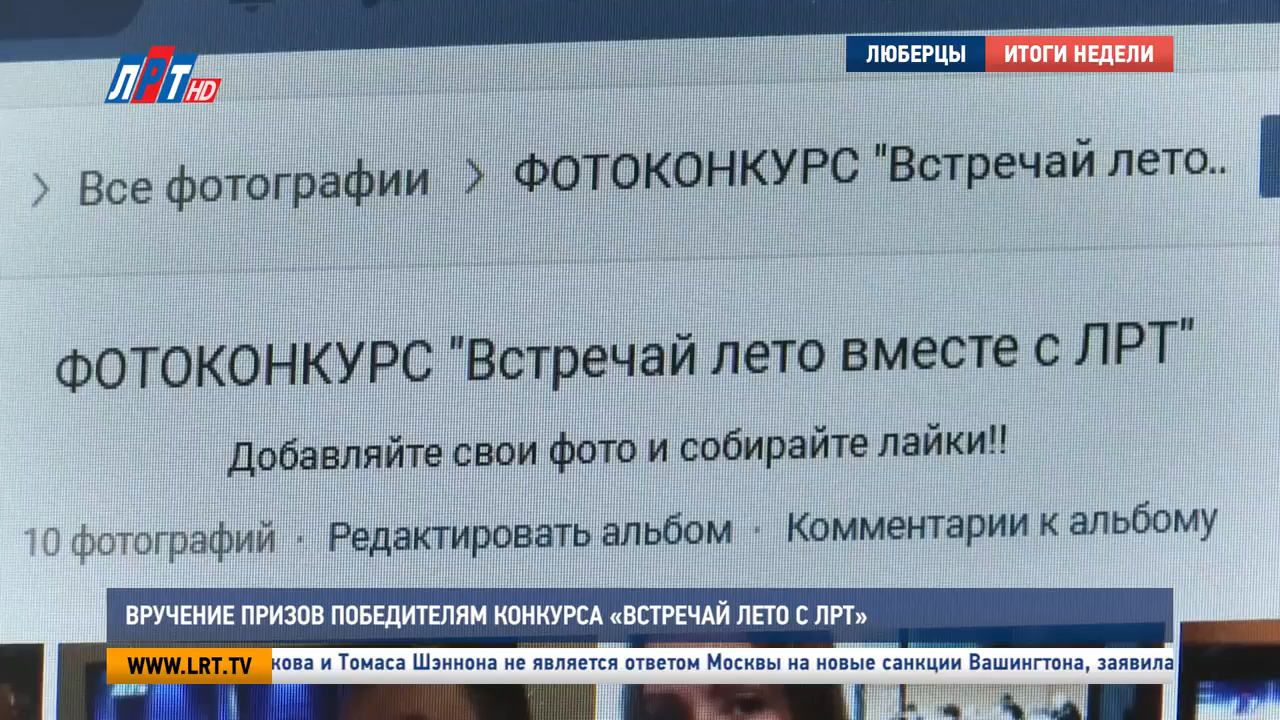 ЛРТ HD
ЛЮБЕРЦЫ ИТОГИ НЕДЕЛИ
Все фотографии ФОТОКОНКУРС "Встречай лето..
ФОТОКОНКУРС "Встречай лето вместе с ЛРТ"
Добавляйте свои фото и собирайте лайки!!
10 фотографий · Редактировать альбом · Комментарии к альбому
ВРУЧЕНИЕ ПРИЗОВ ПОБЕДИТЕЛЯМ КОНКУРСА «ВСТРЕЧАЙ ЛЕТО С ЛРТ»
WWW.LRT.TV кова и Томаса Шэннона не является ответом Москвы на новые санкции Вашингтона, заявила